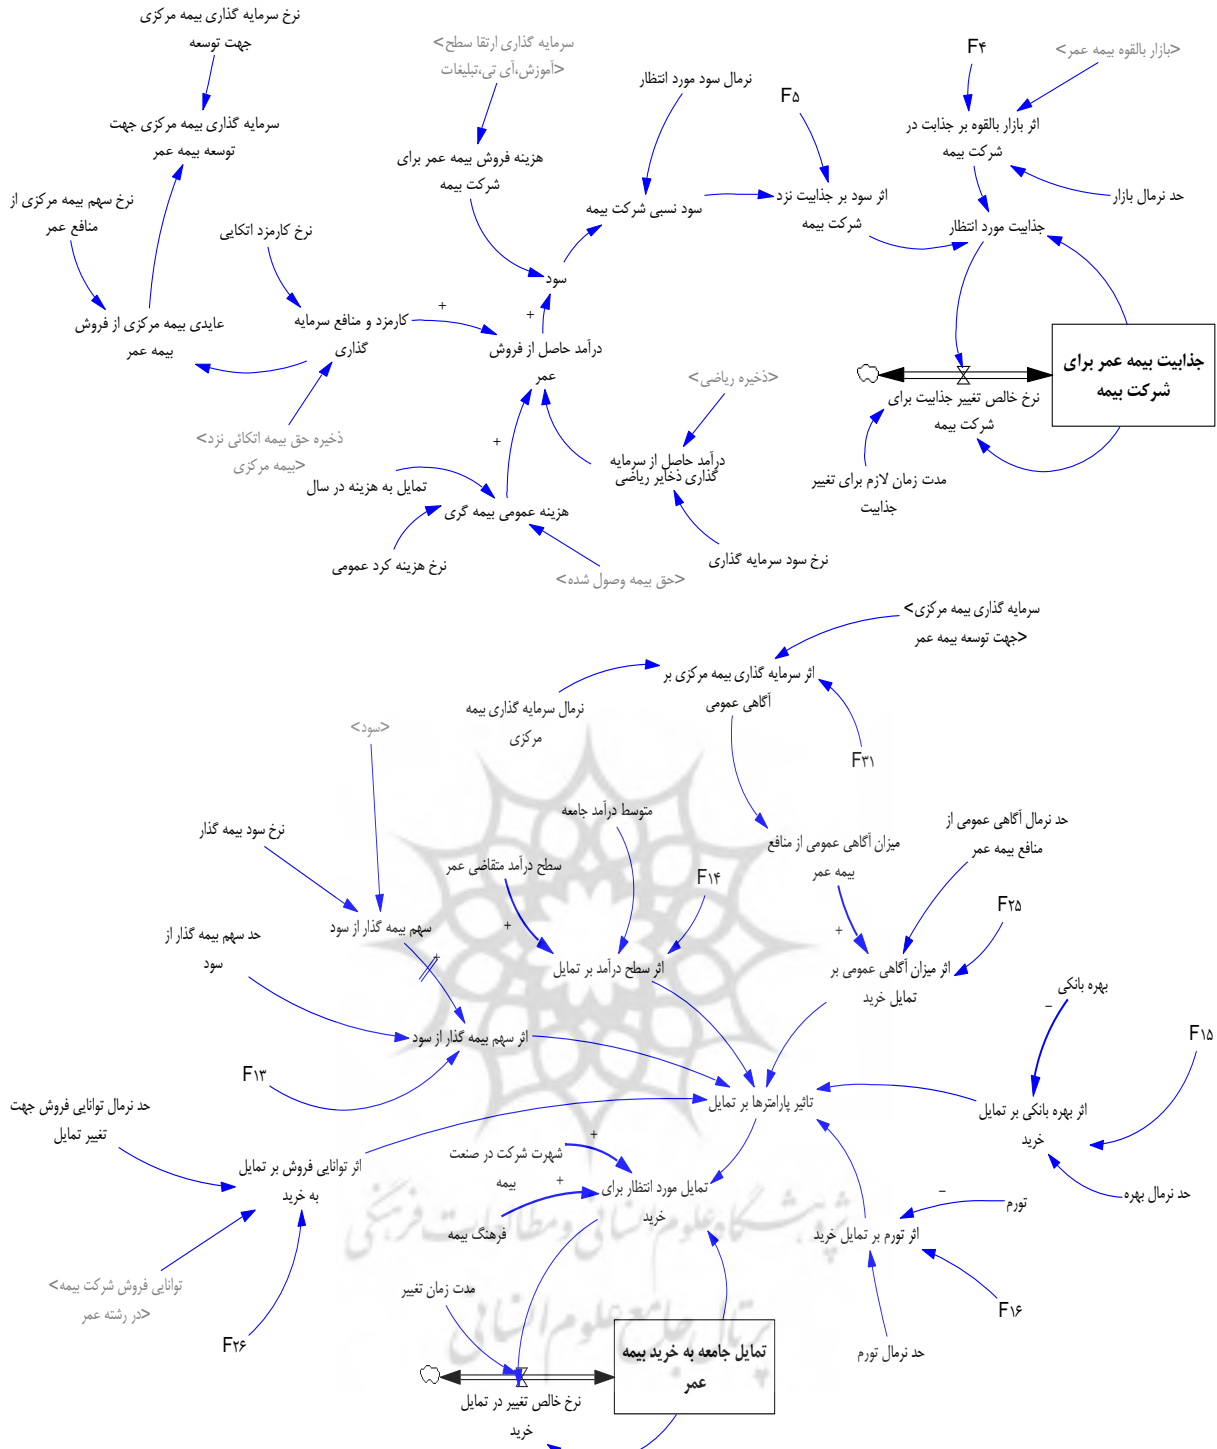 نرخ سرمایه گذاری بیمه مرکزی
جهت توسعه
<سرمایه گذاری ارتقا سطح
آموزش،آی تی،تبلیغات>
F۴
<بازار بالقوه بیمه عمر>
نرمال سود مورد انتظار
F۵
سرمایه گذاری بیمه مرکزی جهت
توسعه بیمه عمر
اثر بازار بالقوه بر جذابت در
شرکت بیمه
هزینه فروش بیمه عمر برای
شرکت بیمه
نرخ سهم بیمه مرکزی از
منافع عمر
سود نسبی شرکت بیمه
اثر سود بر جذابیت نزد
شرکت بیمه
حد نرمال بازار
نرخ کارمزد اتکایی
جذابیت مورد انتظار
سود
+
+
عایدی بیمه مرکزی از فروش
بیمه عمر
کارمزد و منافع سرمایه
گذاری
درآمد حاصل از فروش
عمر
جذابیت بیمه عمر برای
شرکت بیمه
<ذخیره ریاضی>
نرخ خالص تغییر جذابیت برای
شرکت بیمه
<ذخیره حق بیمه اتکائی نزد
بیمه مرکزی>
+
درآمد حاصل از سرمایه
گذاری ذخایر ریاضی
تمایل به هزینه در سال
مدت زمان لازم برای تغییر
جذابیت
هزینه عمومی بیمه گری
نرخ هزینه کرد عمومی
<حق بیمه وصول شده>
نرخ سود سرمایه گذاری
<سرمایه گذاری بیمه مرکزی
جهت توسعه بیمه عمر>
اثر سرمایه گذاری بیمه مرکزی بر
آگاهی عمومی
نرمال سرمایه گذاری بیمه
مرکزی
<سود>
F۳۱
متوسط درآمد جامعه
حد نرمال آگاهی عمومی از
منافع بیمه عمر
نرخ سود بیمه گذار
میزان آگاهی عمومی از منافع
بیمه عمر
سطح درآمد متقاضی عمر
F۱۴
F۲۵
سهم بیمه گذار از سود
+
+
حد سهم بیمه گذار از
سود
+
اثر سطح درآمد بر تمایل
اثر میزان آگاهی عمومی بر
تمایل خرید
بهره بانکی
–
اثر سهم بیمه گذار از سود
F۱۵
F۱۳
حد نرمال توانایی فروش جهت
تغییر تمایل
تاثیر پارامترها بر تمایل
اثر بهره بانکی بر تمایل
خرید
+
شهرت شرکت در صنعت
بیمه
اثر توانایی فروش بر تمایل
به خرید
+
تمایل مورد انتظار برای
خرید
–
تورم
حد نرمال بهره
فرهنگ بیمه
اثر تورم بر تمایل خرید
پژوهشگاه علوم انسانی و مطالعات فرهنگی
<توانایی فروش شرکت بیمه
در رشته عمر>
مدت زمان تغییر
F۱۶
پرتال جامع علوم انسانی
F۲۶
حد نرمال تورم
تمایل جامعه به خرید بیمه
عمر
نرخ خالص تغییر در تمایل
خرید